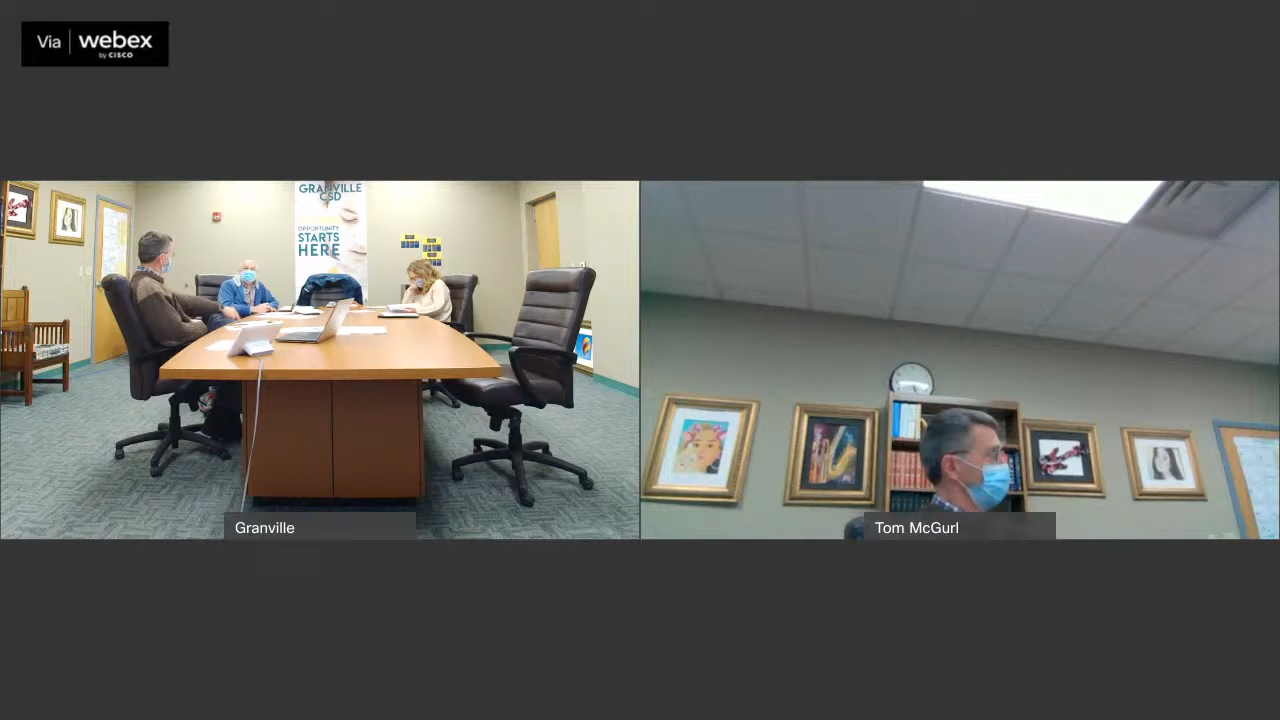 Via webex
by CISCO
GRANVILLE
CSD
OPPORTUNITY
STARTS
HERE
Granville
Tom McGurl